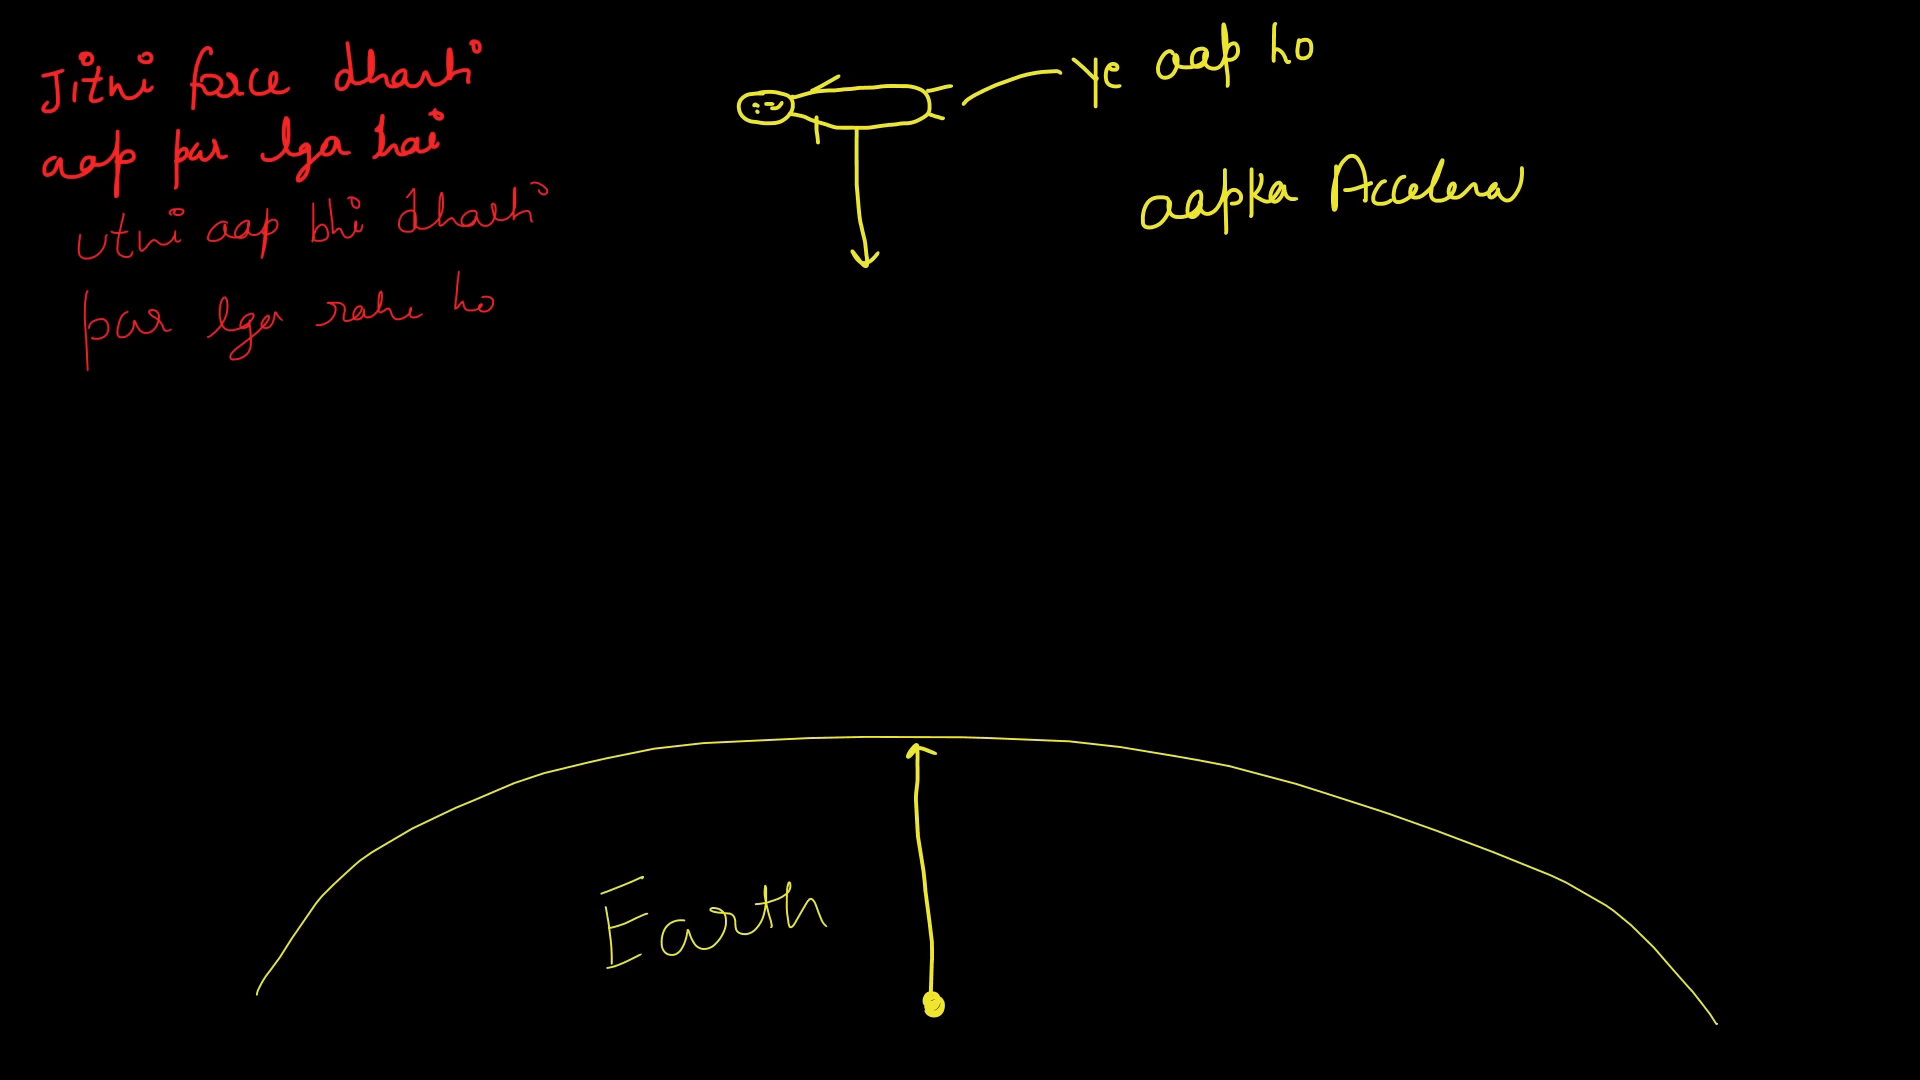 Jitni force dharti
aap par lga hai
utni aap bhi dharti
par lga rahe ho
ye aap ho
aapka Accelera
Earth